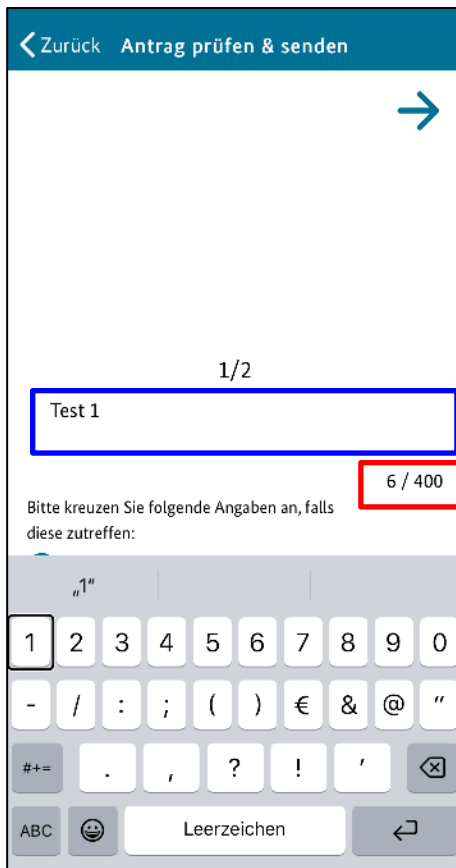 Zurück Antrag prüfen & senden
1/2
Test 1
6 / 400
Bitte kreuzen Sie folgende Angaben an, falls
diese zutreffen:
„1“
1 2 3 4 5 6 7 8 9 0
- / : ; ( ) € & @ "
#+= . , ? ! '
ABC Leerzeichen